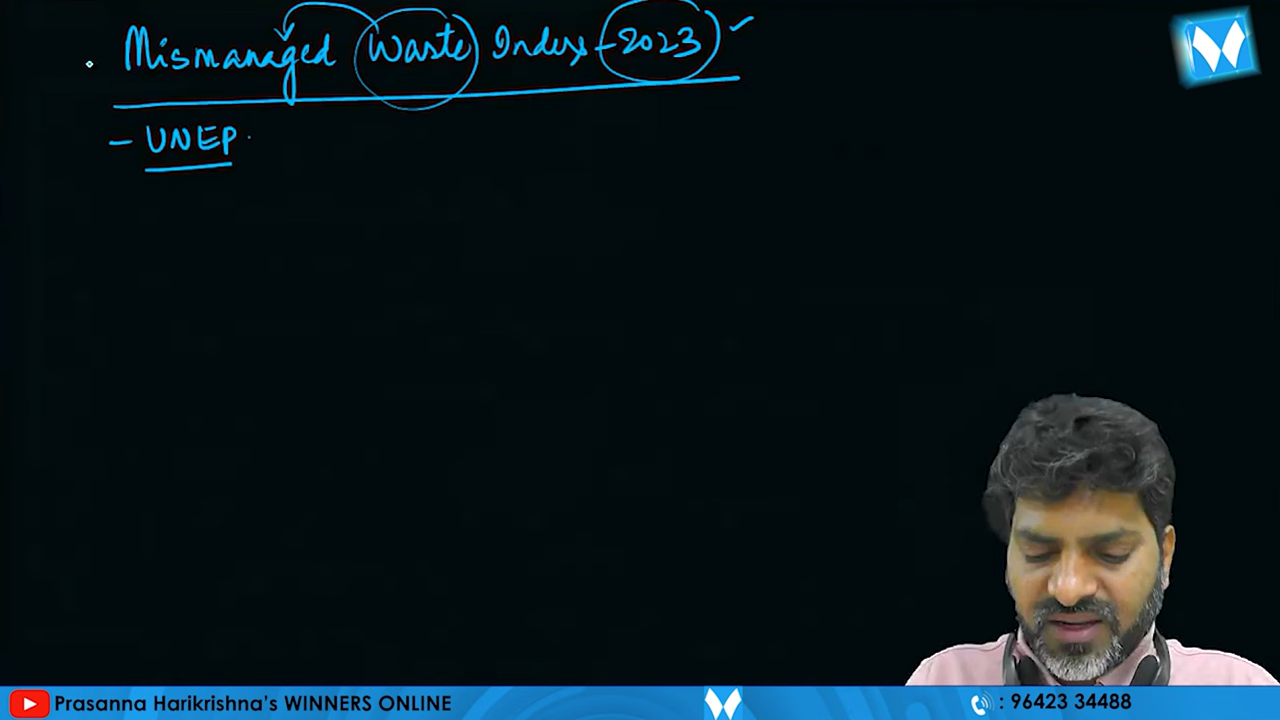 Mismanaged Waste Index - 2023
- UNEP
Prasanna Harikrishna's WINNERS ONLINE
: 96423 34488